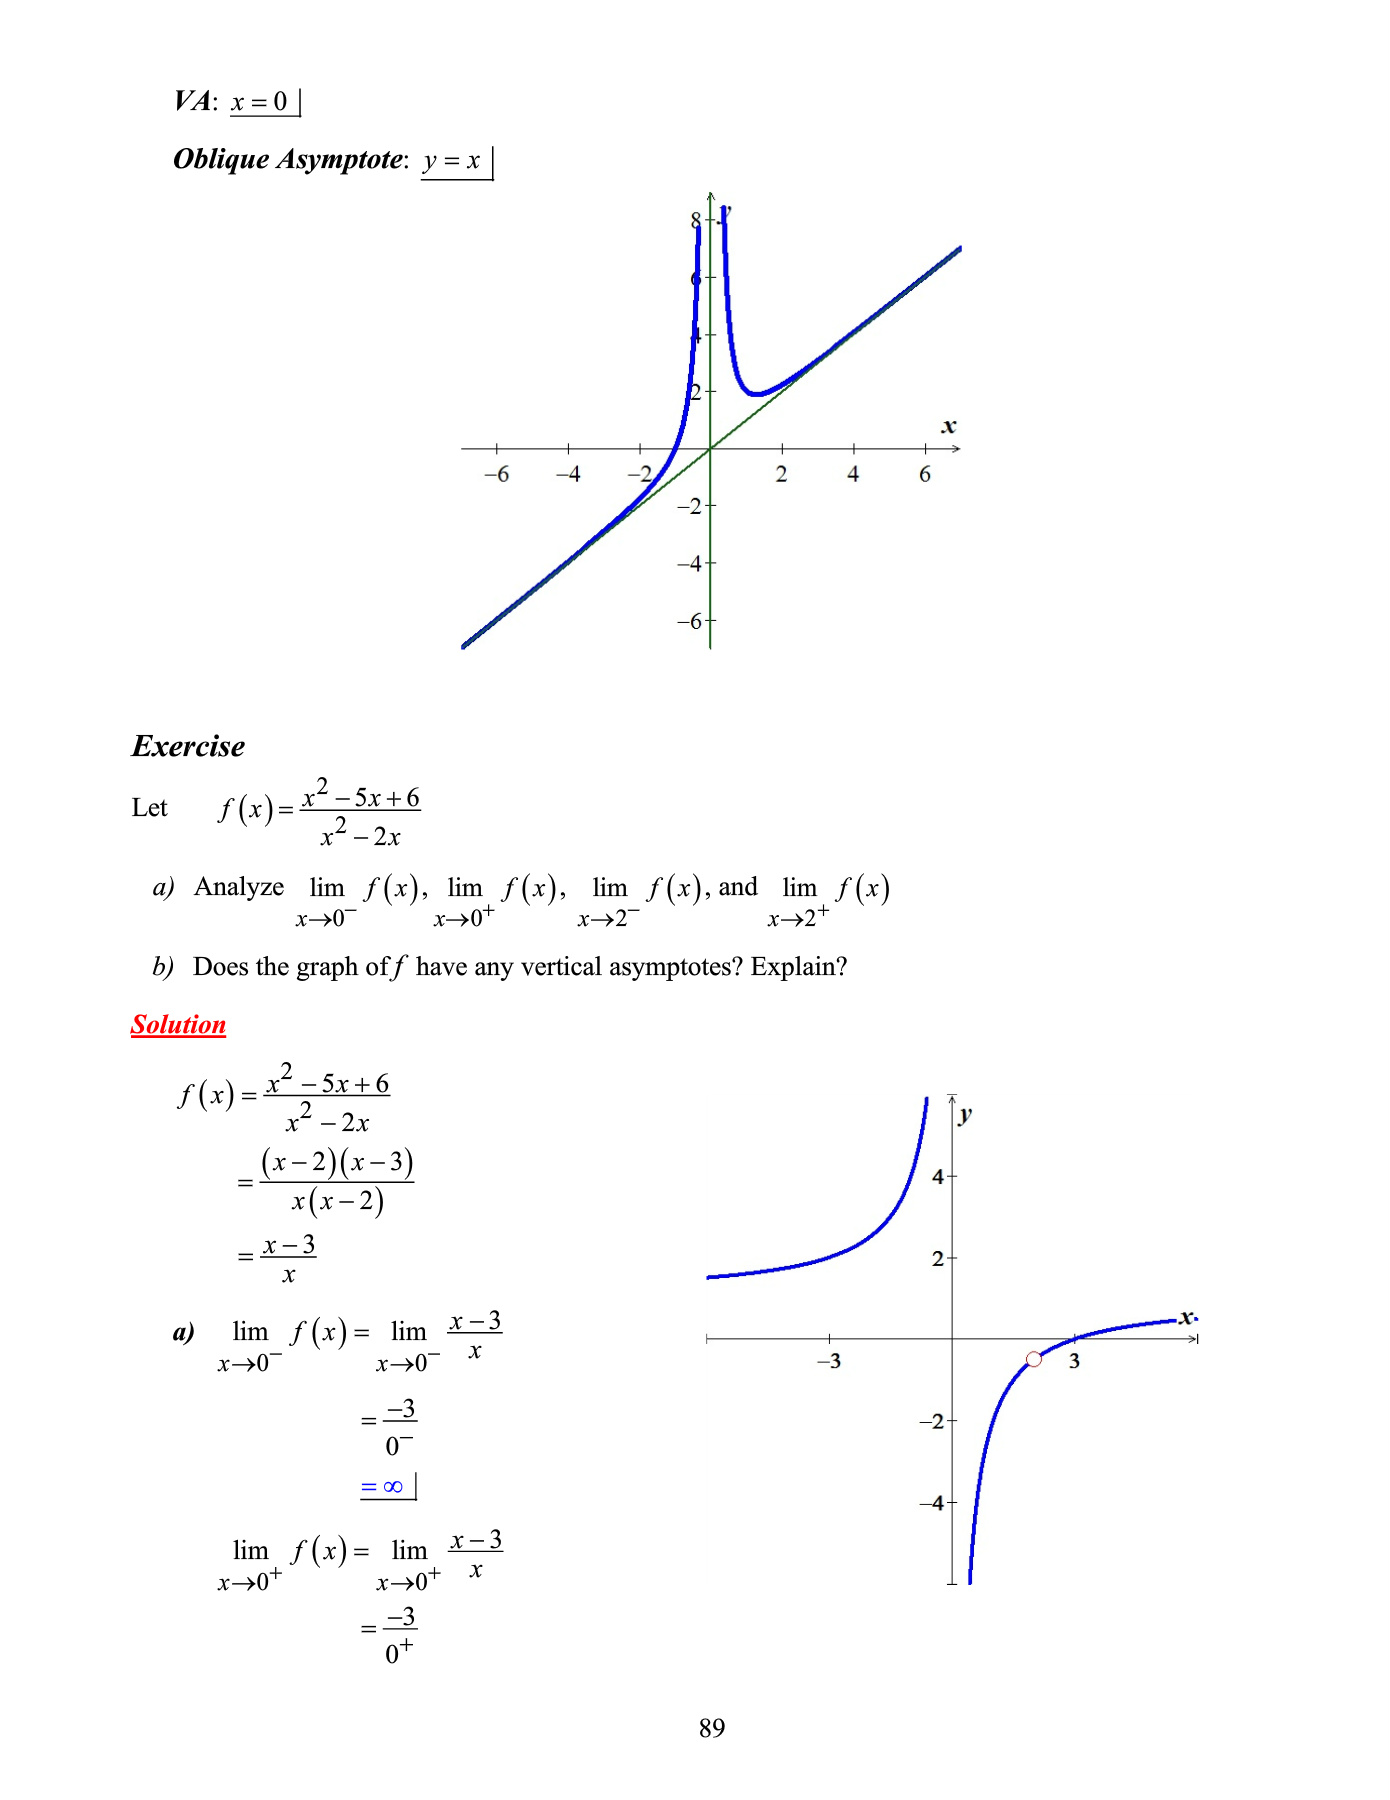 VA: x = 0
Oblique Asymptote: y = x
y
8
6
4
2
x
−6 −4 −2 2 4 6
−2
−4
−6
Exercise
Let f(x) = (x² − 5x + 6)/(x² − 2x)
a) Analyze lim x→0⁻ f(x), lim x→0⁺ f(x), lim x→2⁻ f(x), and lim x→2⁺ f(x)
b) Does the graph of f have any vertical asymptotes? Explain?
Solution
f(x) = (x² − 5x + 6)/(x² − 2x)
= (x − 2)(x − 3)/x(x − 2)
= (x − 3)/x
a) lim x→0⁻ f(x) = lim x→0⁻ (x − 3)/x
= −3/0⁻
= ∞
lim x→0⁺ f(x) = lim x→0⁺ (x − 3)/x
= −3/0⁺
y
4
2
x
−3 3
−2
−4
89